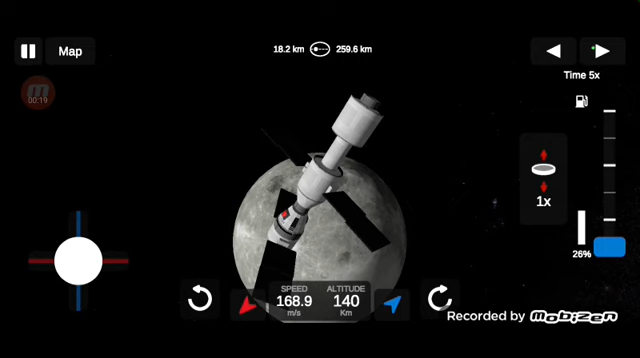 Map
18.2 km
259.6 km
Time 5x
00:19
1x
26%
SPEED
168.9
m/s
ALTITUDE
140
Km
Recorded by Mobizen